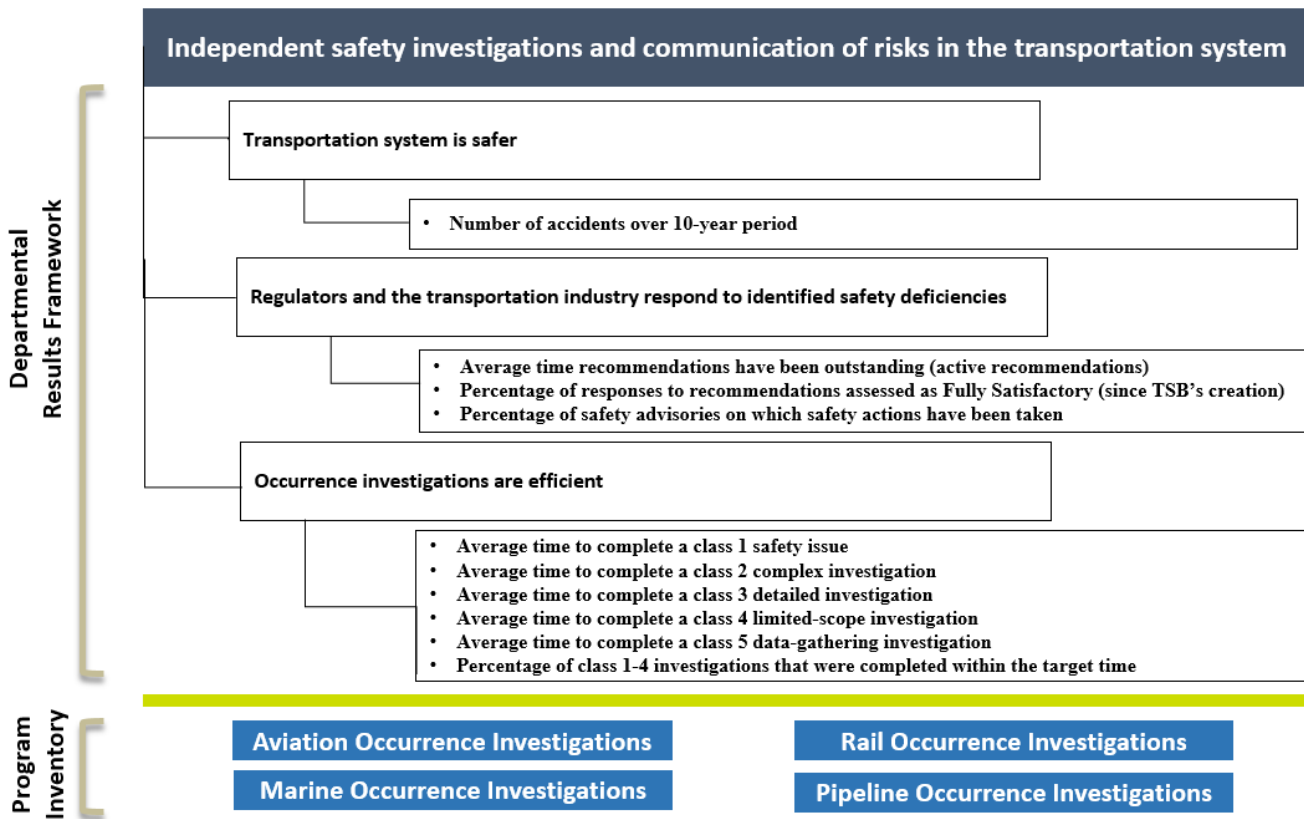 Independent safety investigations and communication of risks in the transportation system
Departmental
Results Framework
Transportation system is safer
• Number of accidents over 10-year period
Regulators and the transportation industry respond to identified safety deficiencies
• Average time recommendations have been outstanding (active recommendations)
• Percentage of responses to recommendations assessed as Fully Satisfactory (since TSB's creation)
• Percentage of safety advisories on which safety actions have been taken
Occurrence investigations are efficient
• Average time to complete a class 1 safety issue
• Average time to complete a class 2 complex investigation
• Average time to complete a class 3 detailed investigation
• Average time to complete a class 4 limited-scope investigation
• Average time to complete a class 5 data-gathering investigation
• Percentage of class 1-4 investigations that were completed within the target time
Program
Inventory
Aviation Occurrence Investigations
Rail Occurrence Investigations
Marine Occurrence Investigations
Pipeline Occurrence Investigations